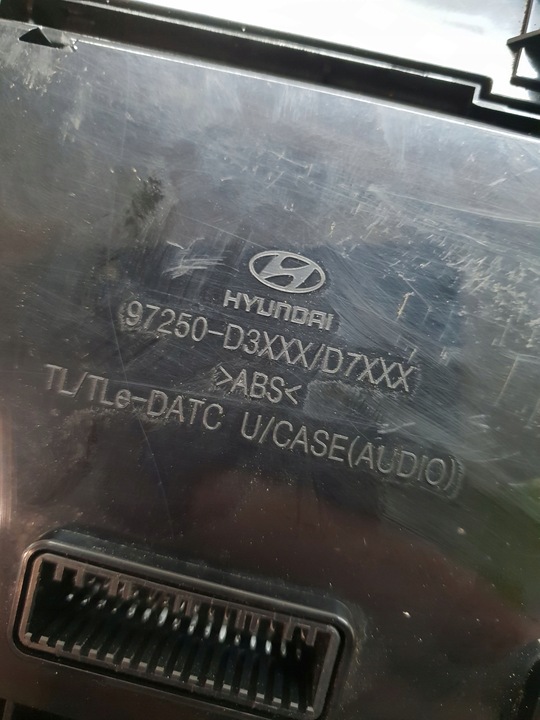 HYUNDAI
97250-D3XXX/D7XXX
>ABS<
TL/TLe-DATC U/CASE(AUDIO)